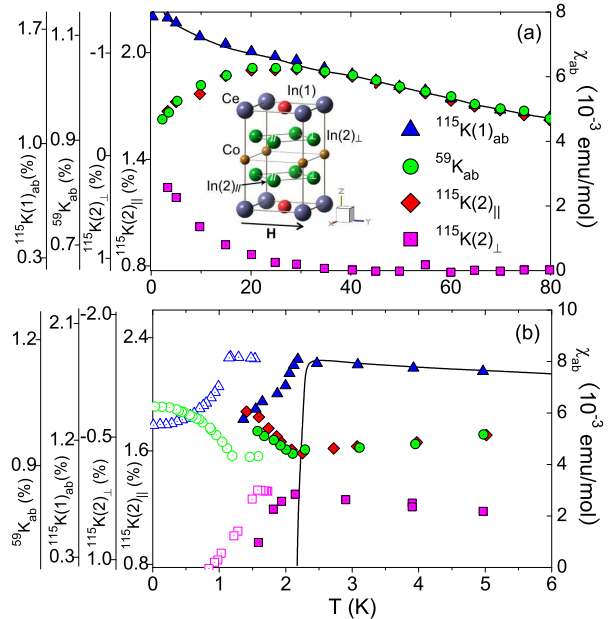 (a)
1.7
1.0
0.3
¹¹⁵K(1)ab (%)
1.1
0.9
0.7
⁵⁹Kab (%)
-1
0
1
¹¹⁵K(2)⊥ (%)
2.0
1.4
0.8
¹¹⁵K(2)|| (%)
In(1)
Ce
In(2)⊥
Co
In(2)//
H
Z
X
Y
¹¹⁵K(1)ab
⁵⁹Kab
¹¹⁵K(2)||
¹¹⁵K(2)⊥
8
6
4
2
0
χab (10⁻³ emu/mol)
0 20 40 60 80
(b)
1.2
0.9
⁵⁹Kab (%)
2.1
1.2
0.3
¹¹⁵K(1)ab(%)
-2.0
-0.5
1.0
¹¹⁵K(2)⊥ (%)
2.4
1.6
0.8
¹¹⁵K(2)|| (%)
10
8
6
4
2
0
χab (10⁻³ emu/mol)
0 1 2 3 4 5 6
T (K)